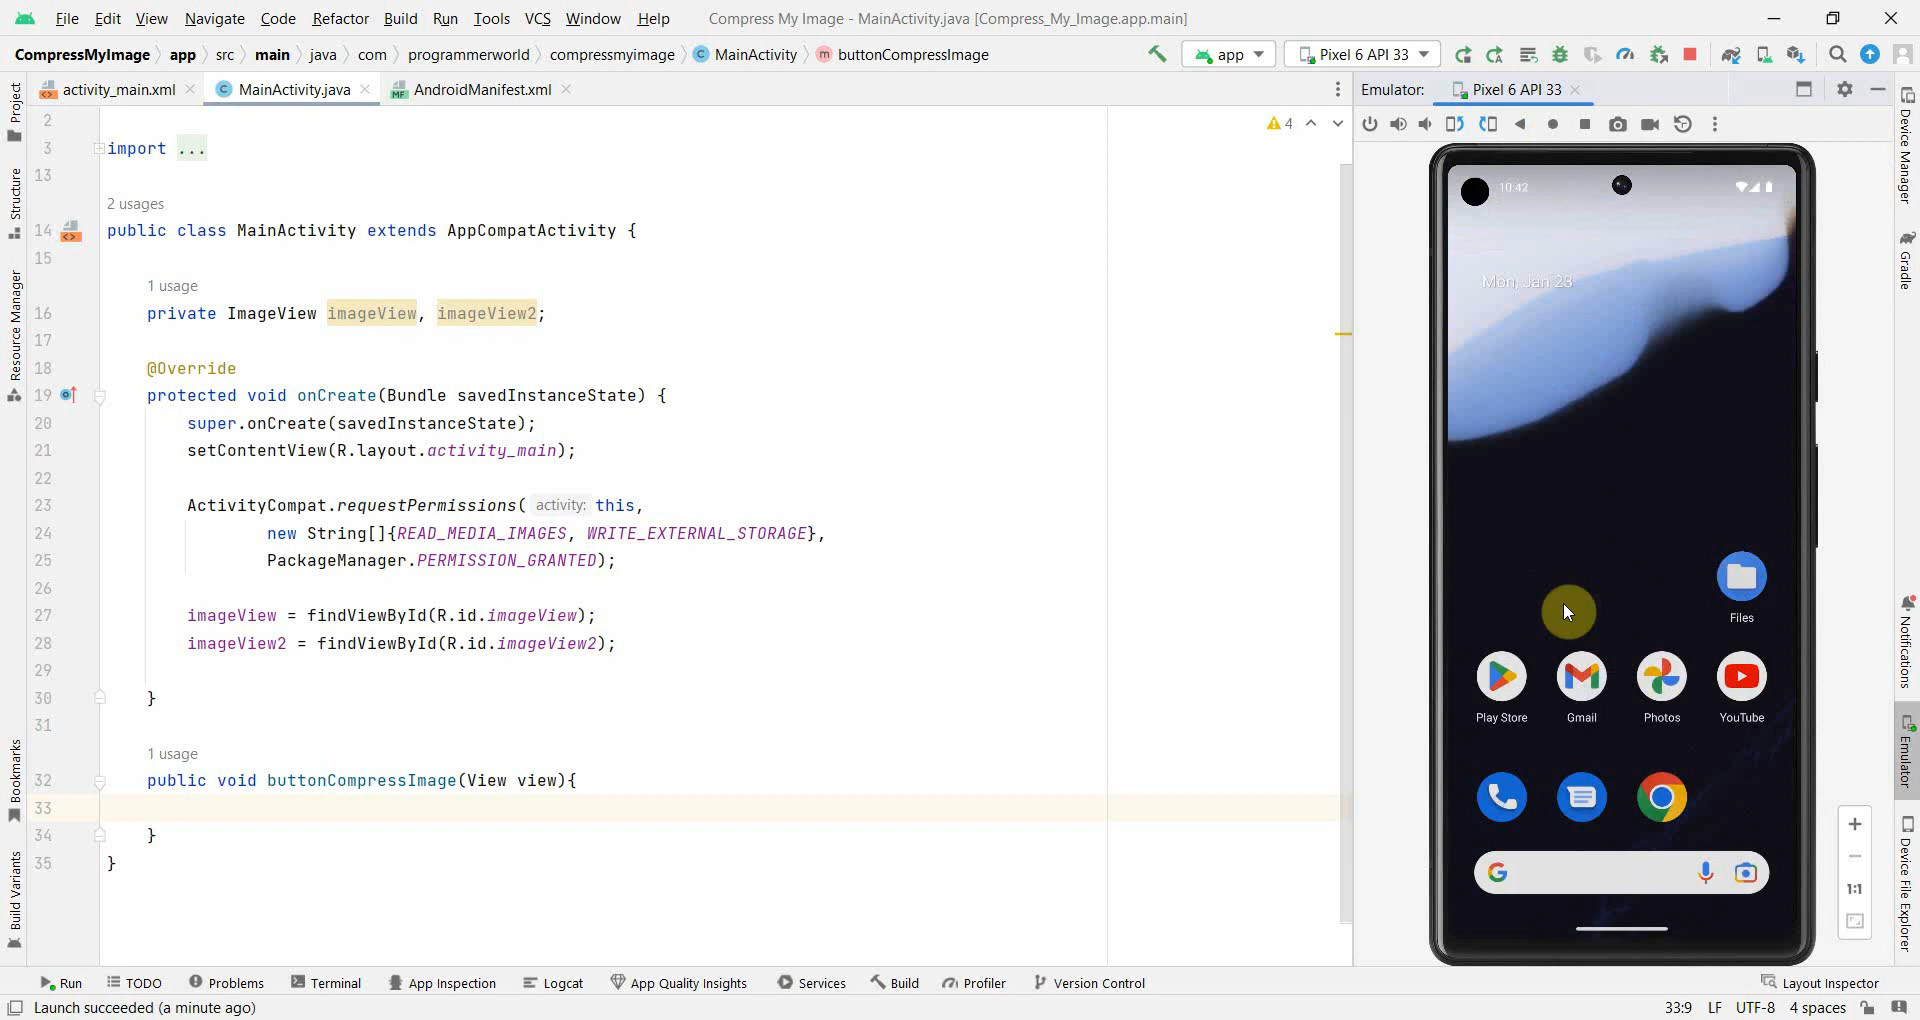 File Edit View Navigate Code Refactor Build Run Tools VCS Window Help Compress My Image - MainActivity.java [Compress_My_Image.app.main]
CompressMyImage app src main java com programmerworld compressmyimage C MainActivity m buttonCompressImage app Pixel 6 API 33
activity_main.xml C MainActivity.java MF AndroidManifest.xml Emulator: Pixel 6 API 33
Project
Structure
Resource Manager
Bookmarks
Build Variants
4
2
3 import ...
13
2 usages
14 public class MainActivity extends AppCompatActivity {
15
1 usage
16 private ImageView imageView, imageView2;
17
18 @Override
19 protected void onCreate(Bundle savedInstanceState) {
20 super.onCreate(savedInstanceState);
21 setContentView(R.layout.activity_main);
22
23 ActivityCompat.requestPermissions( activity: this,
24 new String[]{READ_MEDIA_IMAGES, WRITE_EXTERNAL_STORAGE},
25 PackageManager.PERMISSION_GRANTED);
26
27 imageView = findViewById(R.id.imageView);
28 imageView2 = findViewById(R.id.imageView2);
29
30 }
31
1 usage
32 public void buttonCompressImage(View view){
33
34 }
35 }
10:42
Mon, Jan 23
Files
Play Store Gmail Photos YouTube
G
+
−
1:1
Device Manager
Gradle
Notifications
Emulator
Device File Explorer
Run TODO Problems Terminal App Inspection Logcat App Quality Insights Services Build Profiler Version Control Layout Inspector
Launch succeeded (a minute ago) 33:9 LF UTF-8 4 spaces